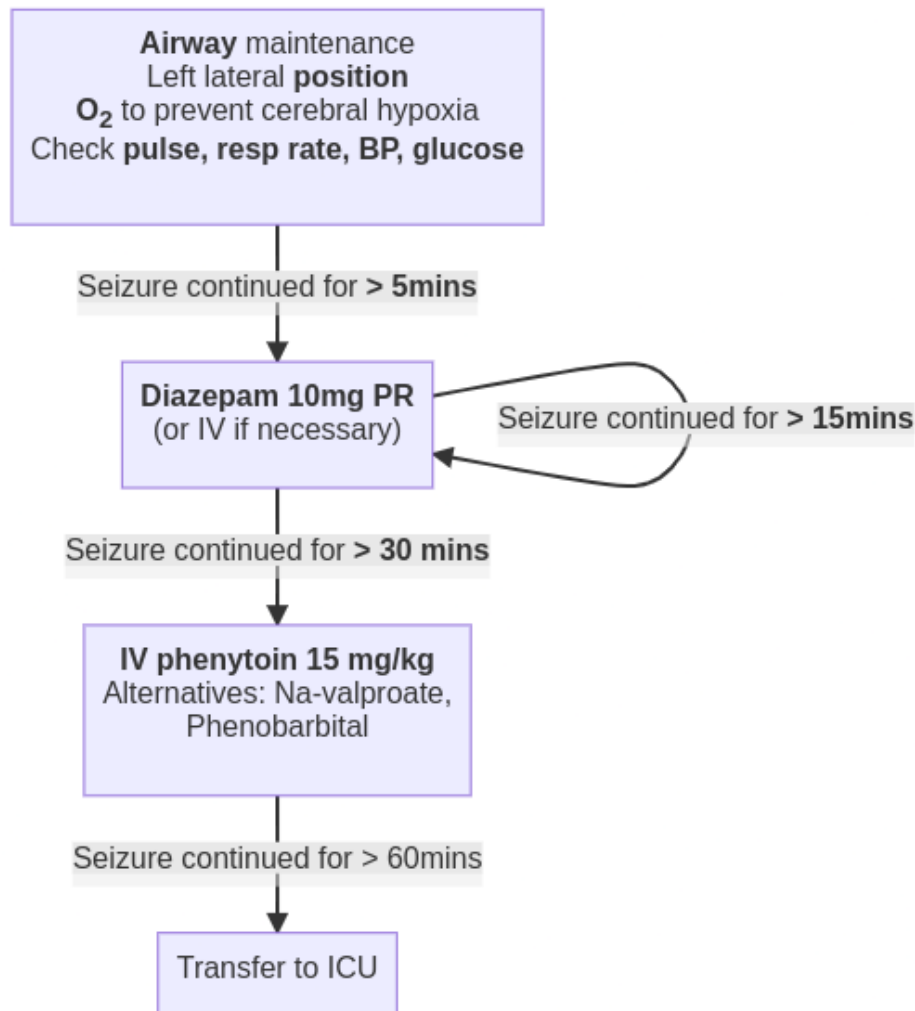 Airway maintenance
Left lateral position
O₂ to prevent cerebral hypoxia
Check pulse, resp rate, BP, glucose
Seizure continued for > 5mins
Diazepam 10mg PR
(or IV if necessary)
Seizure continued for > 15mins
Seizure continued for > 30 mins
IV phenytoin 15 mg/kg
Alternatives: Na-valproate,
Phenobarbital
Seizure continued for > 60mins
Transfer to ICU